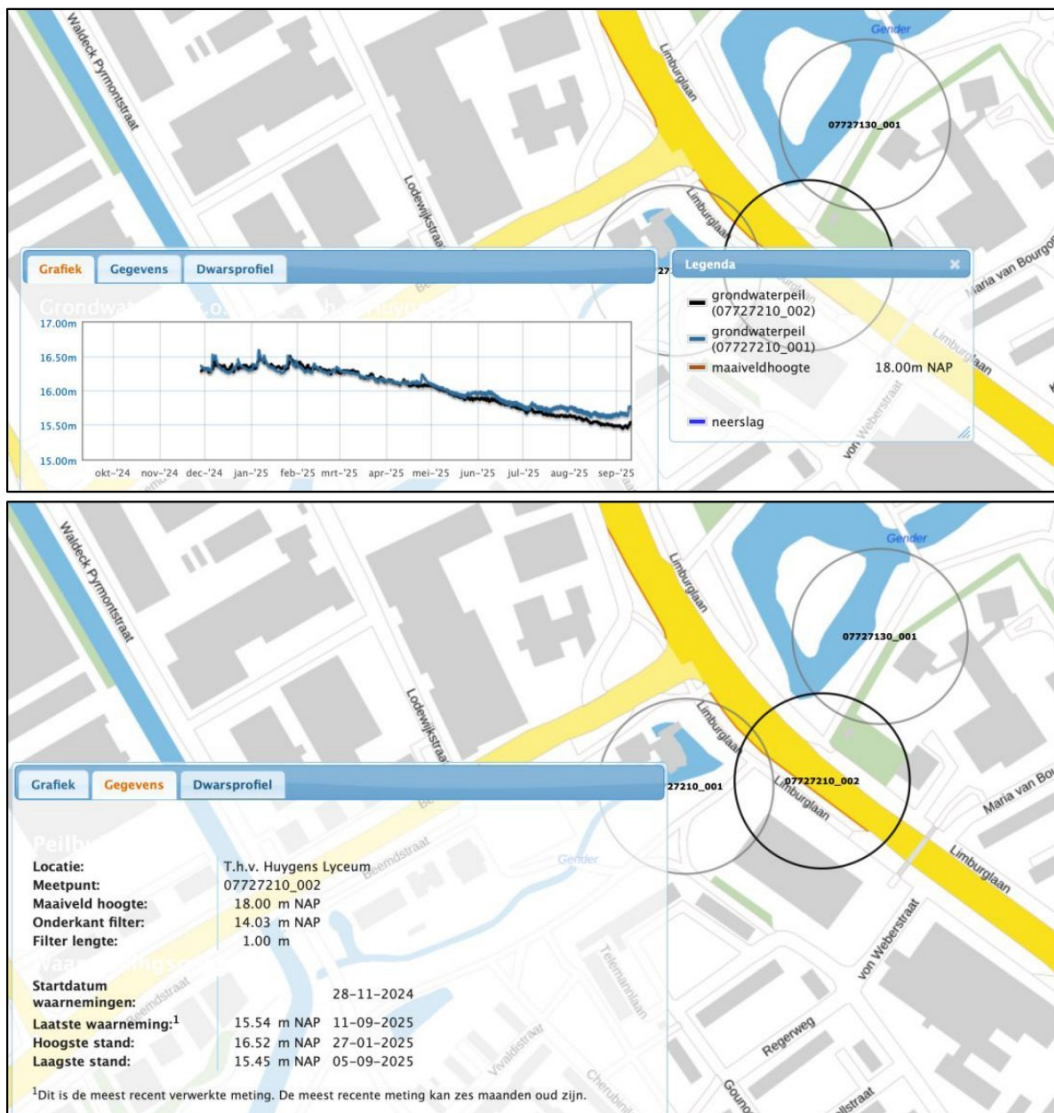 Waldeck Pyrmontstraat
Lodewijkstraat
Limburglaan
Gender
07727130_001
Limburglaan
Maria van Bourgon
Limburglaan
von Weberstraat
Grafiek
Gegevens
Dwarsprofiel
17.00m
16.50m
16.00m
15.50m
15.00m
okt-'24 nov-'24 dec-'24 jan-'25 feb-'25 mrt-'25 apr-'25 mei-'25 jun-'25 jul-'25 aug-'25 sep-'25
Legenda
grondwaterpeil
(07727210_002)
grondwaterpeil
(07727210_001)
maaiveldhoogte 18.00m NAP
neerslag
Waldeck Pyrmontstraat
Lodewijkstraat
Limburglaan
Gender
07727130_001
Limburglaan
27210_001
07727210_002
Limburglaan
Maria van Bourg
Limburglaan
von Weberstraat
Grafiek
Gegevens
Dwarsprofiel
Beemdstraat
Gender
Locatie: T.h.v. Huygens Lyceum
Meetpunt: 07727210_002
Maaiveld hoogte: 18.00 m NAP
Onderkant filter: 14.03 m NAP
Filter lengte: 1.00 m
Startdatum
waarnemingen: 28-11-2024
Laatste waarneming:1 15.54 m NAP 11-09-2025
Hoogste stand: 16.52 m NAP 27-01-2025
Laagste stand: 15.45 m NAP 05-09-2025
1Dit is de meest recent verwerkte meting. De meest recente meting kan zes maanden oud zijn.
Beemdstraat
Telemannlaan
Vivaldistraat
Regerweg